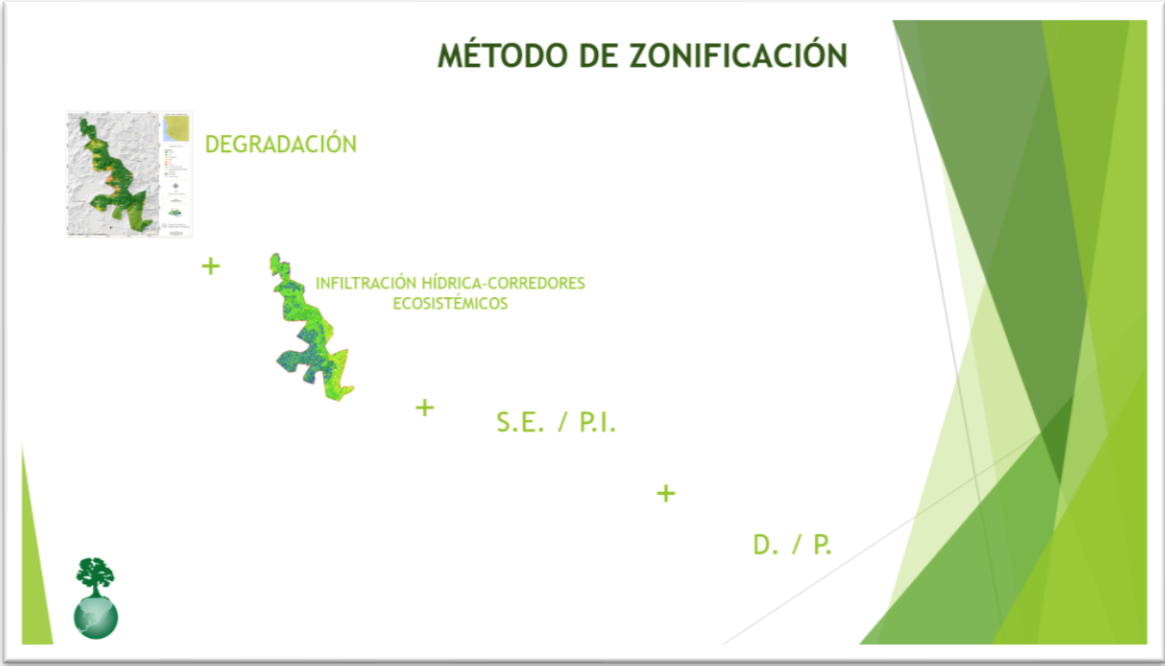 MÉTODO DE ZONIFICACIÓN
DEGRADACIÓN
+
INFILTRACIÓN HÍDRICA-CORREDORES
ECOSISTÉMICOS
+
S.E. / P.I.
+
D. / P.